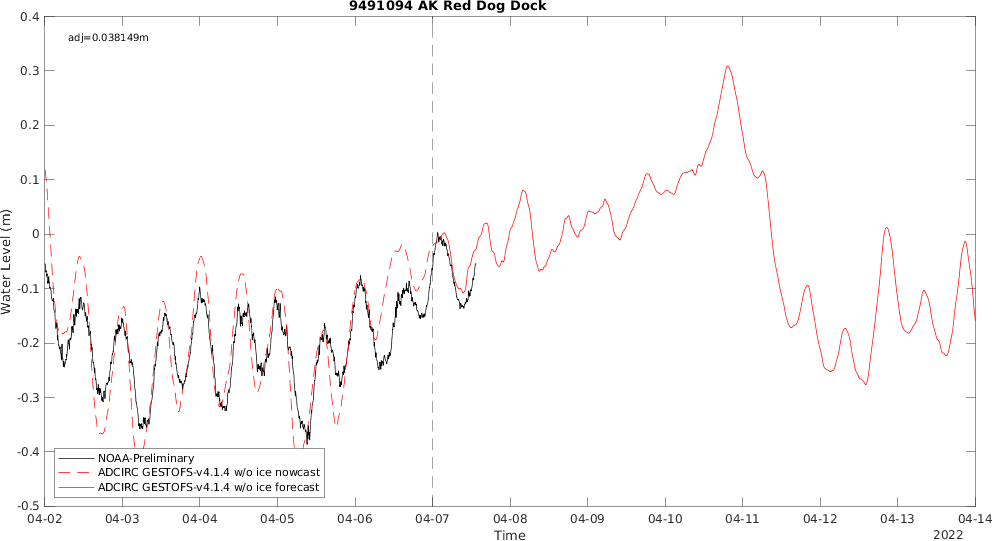 9491094 AK Red Dog Dock
adj=0.038149m
Water Level (m)
0.4
0.3
0.2
0.1
0
-0.1
-0.2
-0.3
-0.4
-0.5
NOAA-Preliminary
ADCIRC GESTOFS-v4.1.4 w/o ice nowcast
ADCIRC GESTOFS-v4.1.4 w/o ice forecast
04-02 04-03 04-04 04-05 04-06 04-07 04-08 04-09 04-10 04-11 04-12 04-13 04-14
Time
2022